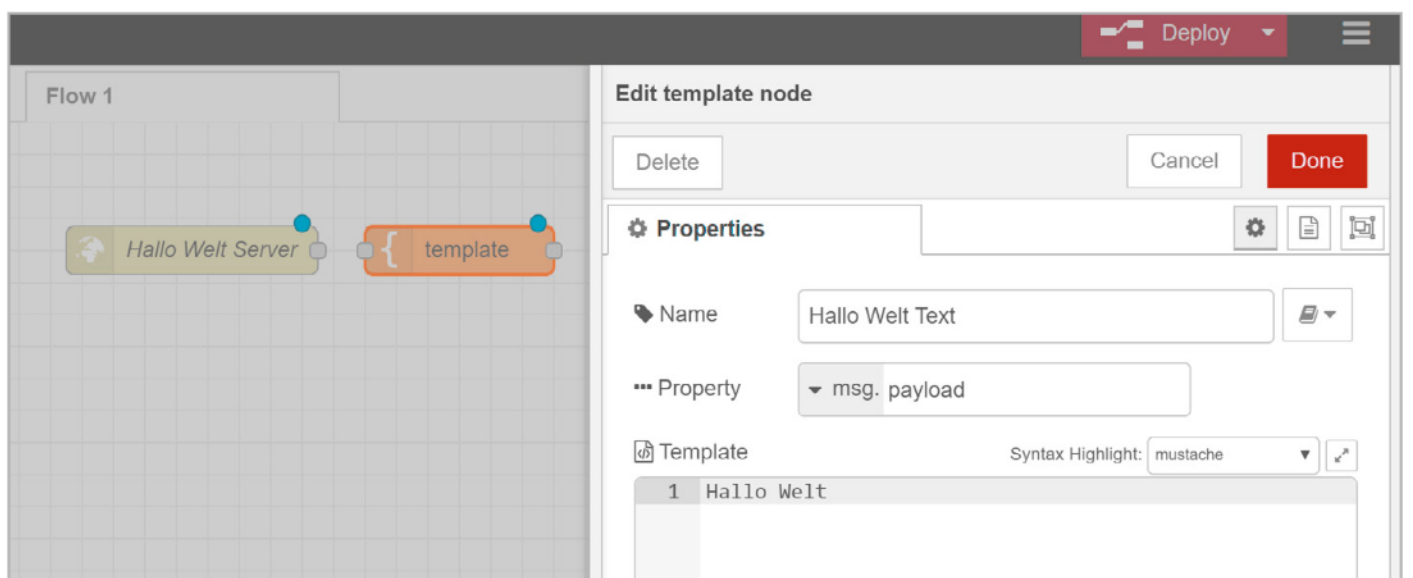 Deploy
Flow 1
Edit template node
Delete
Cancel
Done
Properties
Hallo Welt Server
template
Name
Hallo Welt Text
Property
msg. payload
Template
Syntax Highlight: mustache
1 Hallo Welt